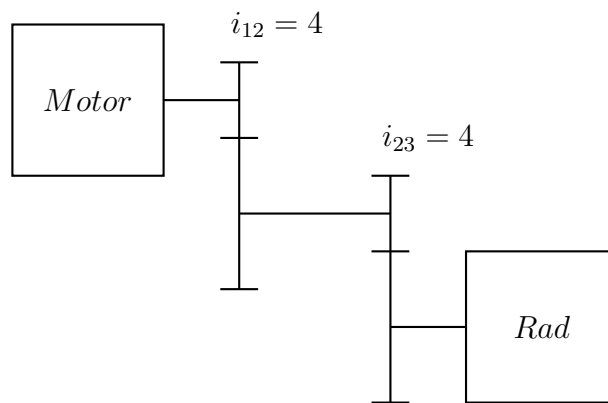 i₁₂ = 4
Motor
i₂₃ = 4
Rad